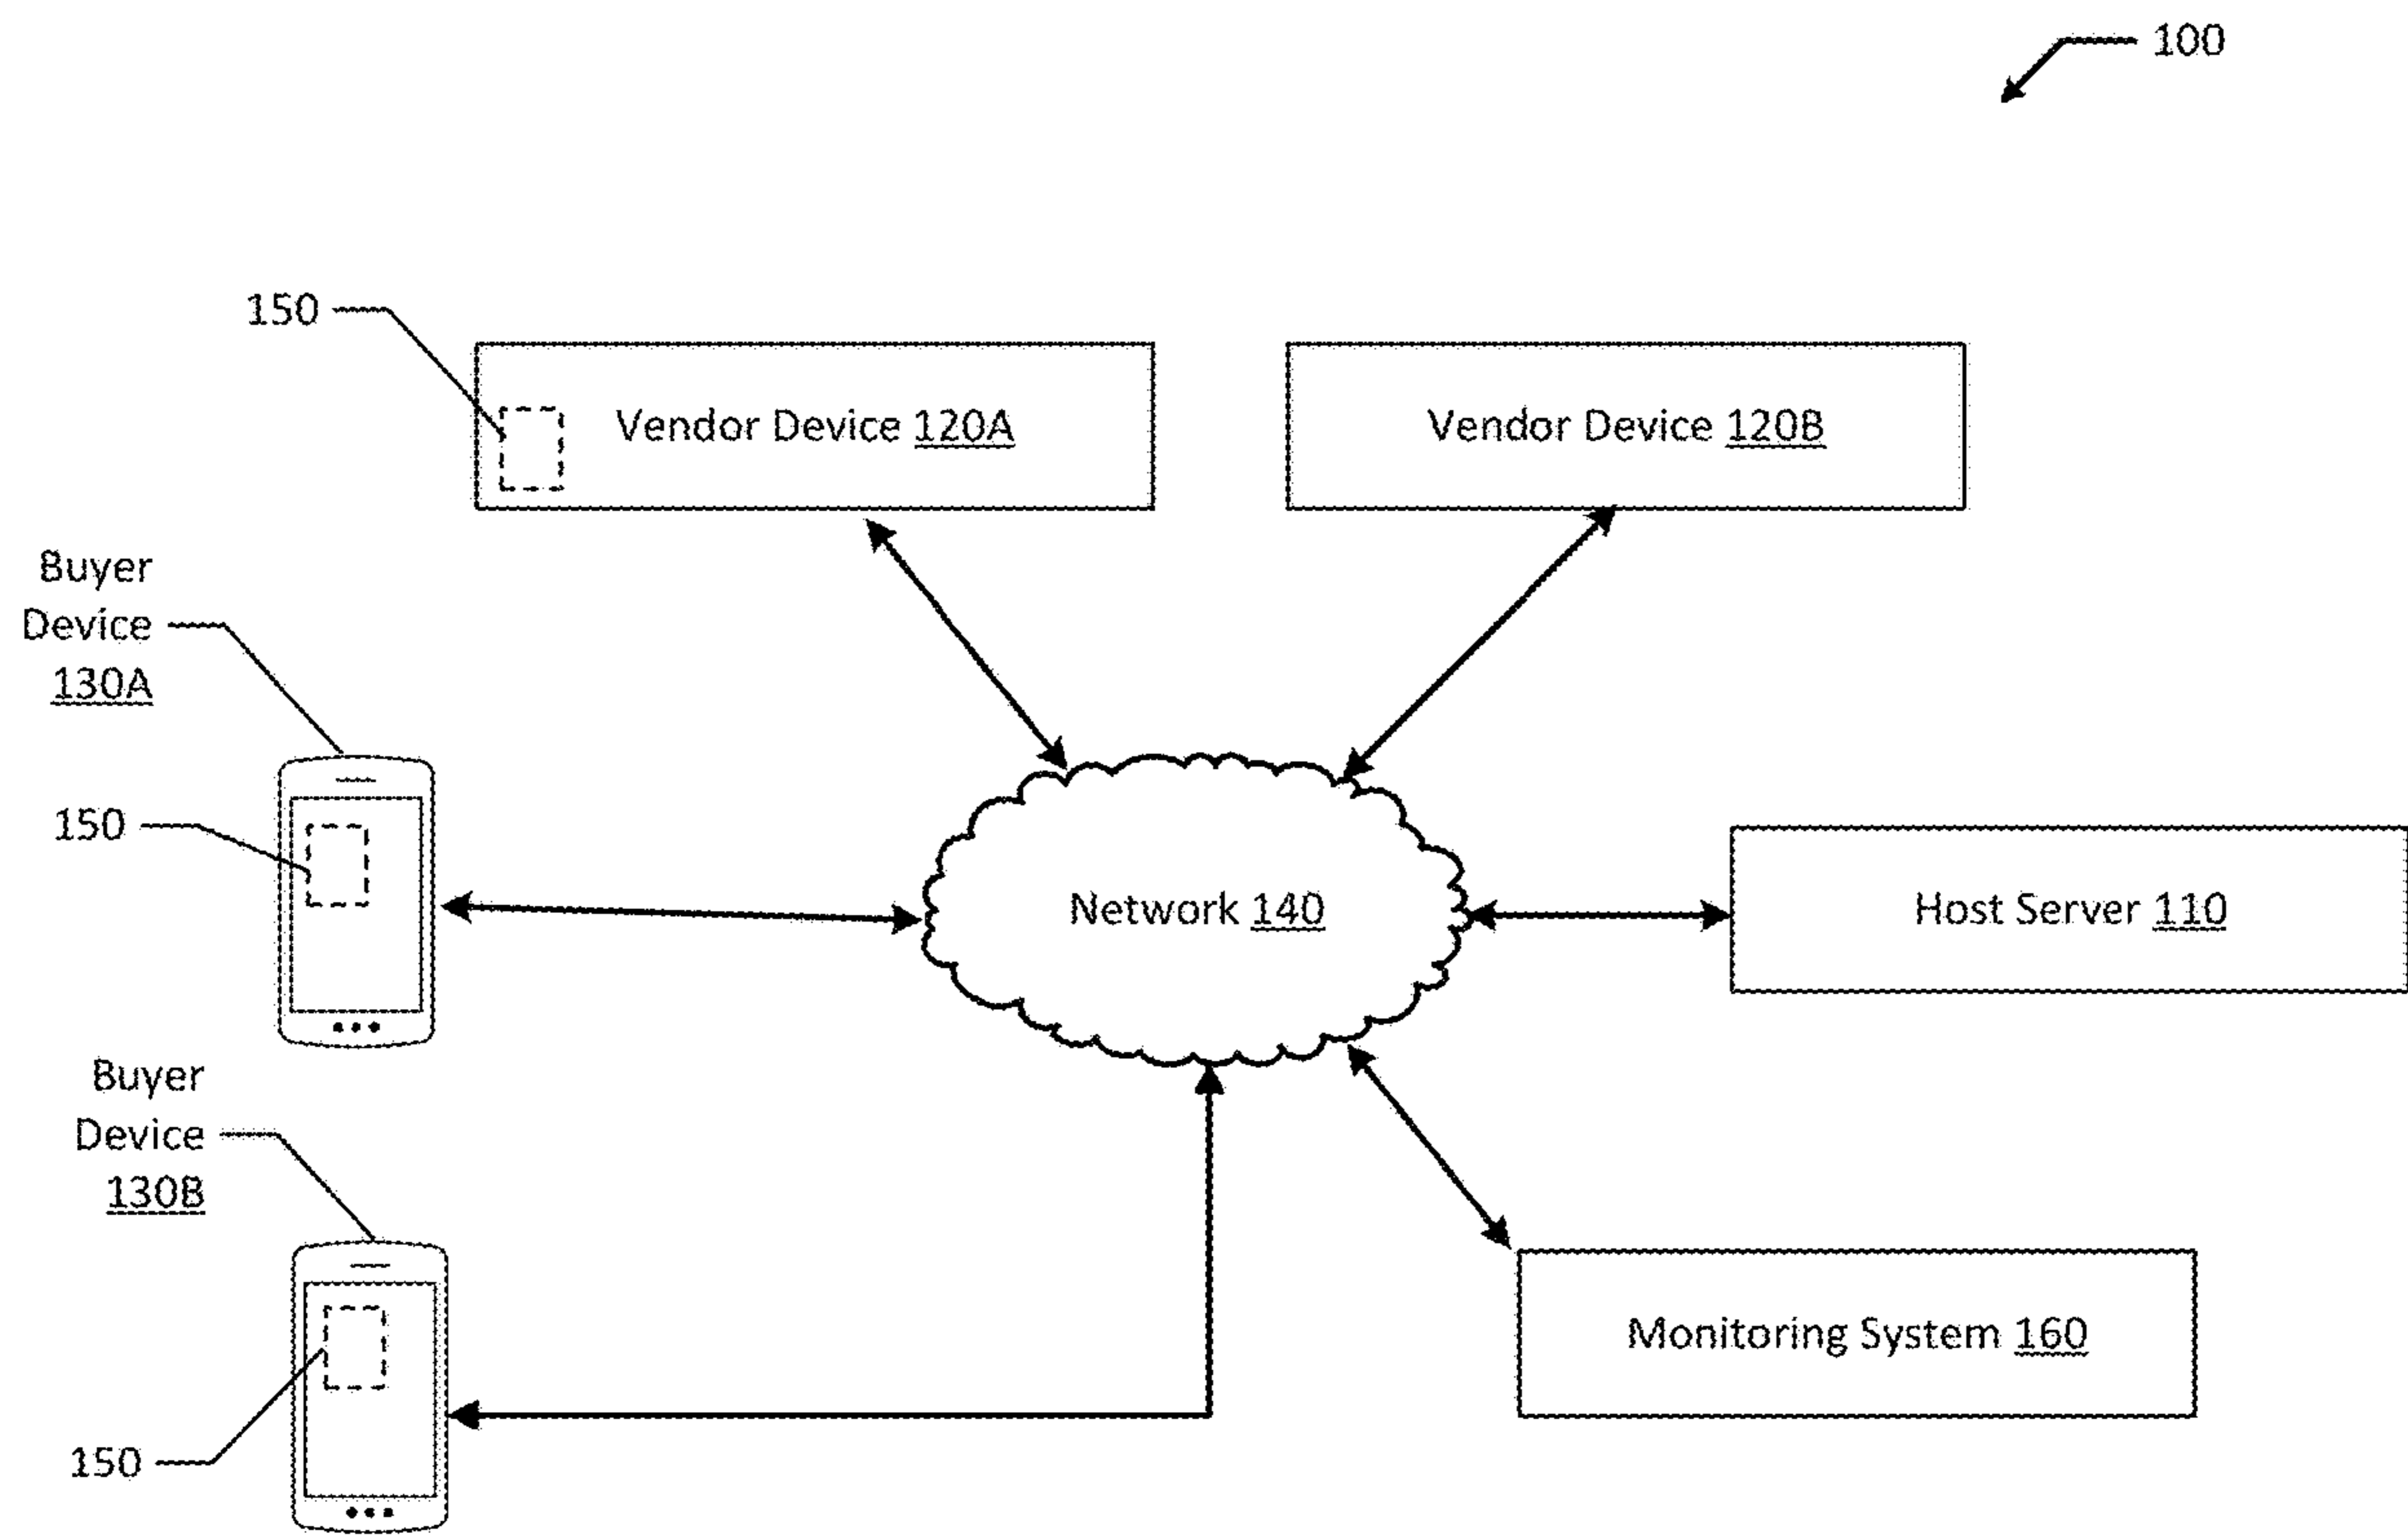 100
150
Vendor Device 120A
Vendor Device 120B
Buyer
Device
130A
150
Network 140
Host Server 110
Buyer
Device
130B
Monitoring System 160
150